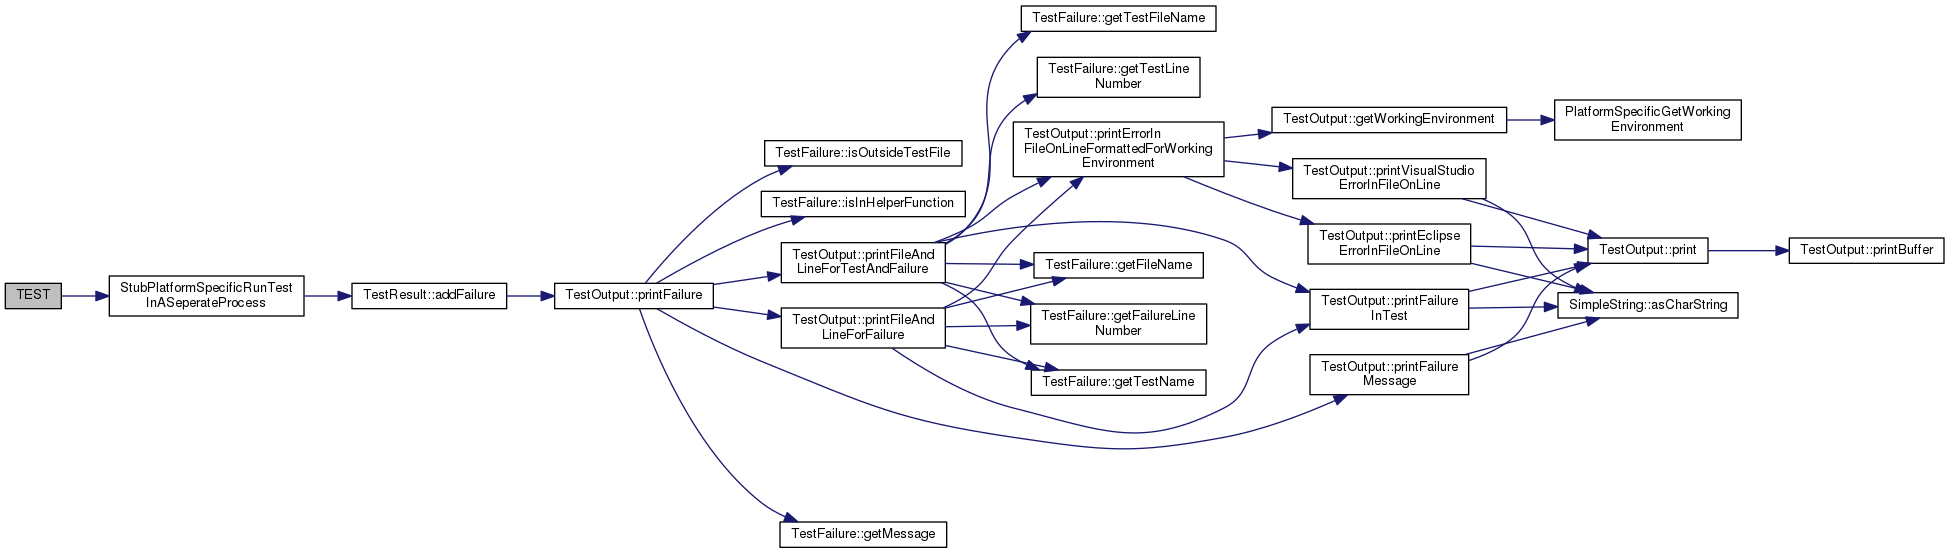 TEST
StubPlatformSpecificRunTest
InASeperateProcess
TestResult::addFailure
TestOutput::printFailure
TestFailure::isOutsideTestFile
TestFailure::isInHelperFunction
TestOutput::printFileAnd
LineForTestAndFailure
TestOutput::printFileAnd
LineForFailure
TestFailure::getMessage
TestFailure::getTestFileName
TestFailure::getTestLine
Number
TestOutput::printErrorIn
FileOnLineFormattedForWorking
Environment
TestFailure::getFileName
TestFailure::getFailureLine
Number
TestFailure::getTestName
TestOutput::getWorkingEnvironment
TestOutput::printVisualStudio
ErrorInFileOnLine
TestOutput::printEclipse
ErrorInFileOnLine
TestOutput::printFailure
InTest
TestOutput::printFailure
Message
PlatformSpecificGetWorking
Environment
TestOutput::print
SimpleString::asCharString
TestOutput::printBuffer